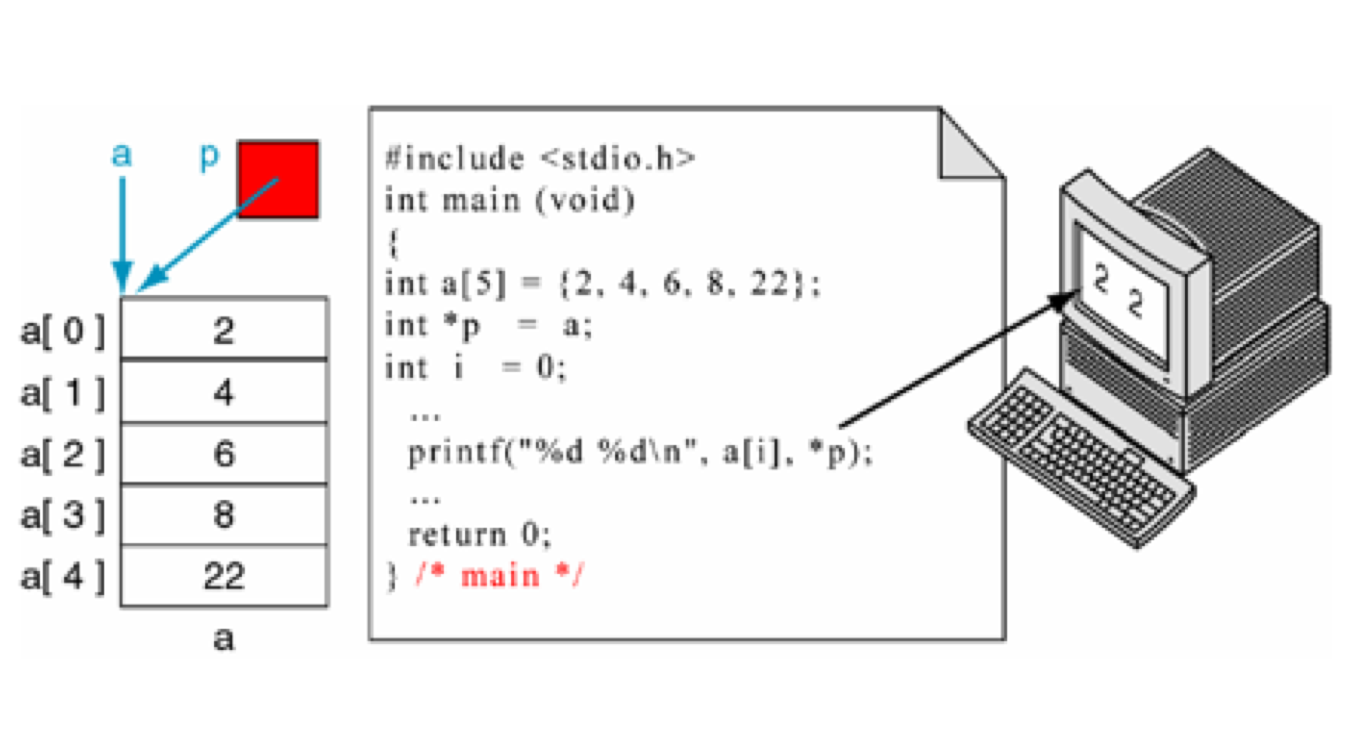 a p
a[ 0 ] 2
a[ 1 ] 4
a[ 2 ] 6
a[ 3 ] 8
a[ 4 ] 22
a
#include <stdio.h>
int main (void)
{
int a[5] = {2, 4, 6, 8, 22};
int *p = a;
int i = 0;
...
printf("%d %d\n", a[i], *p);
...
return 0;
} /* main */
2 2